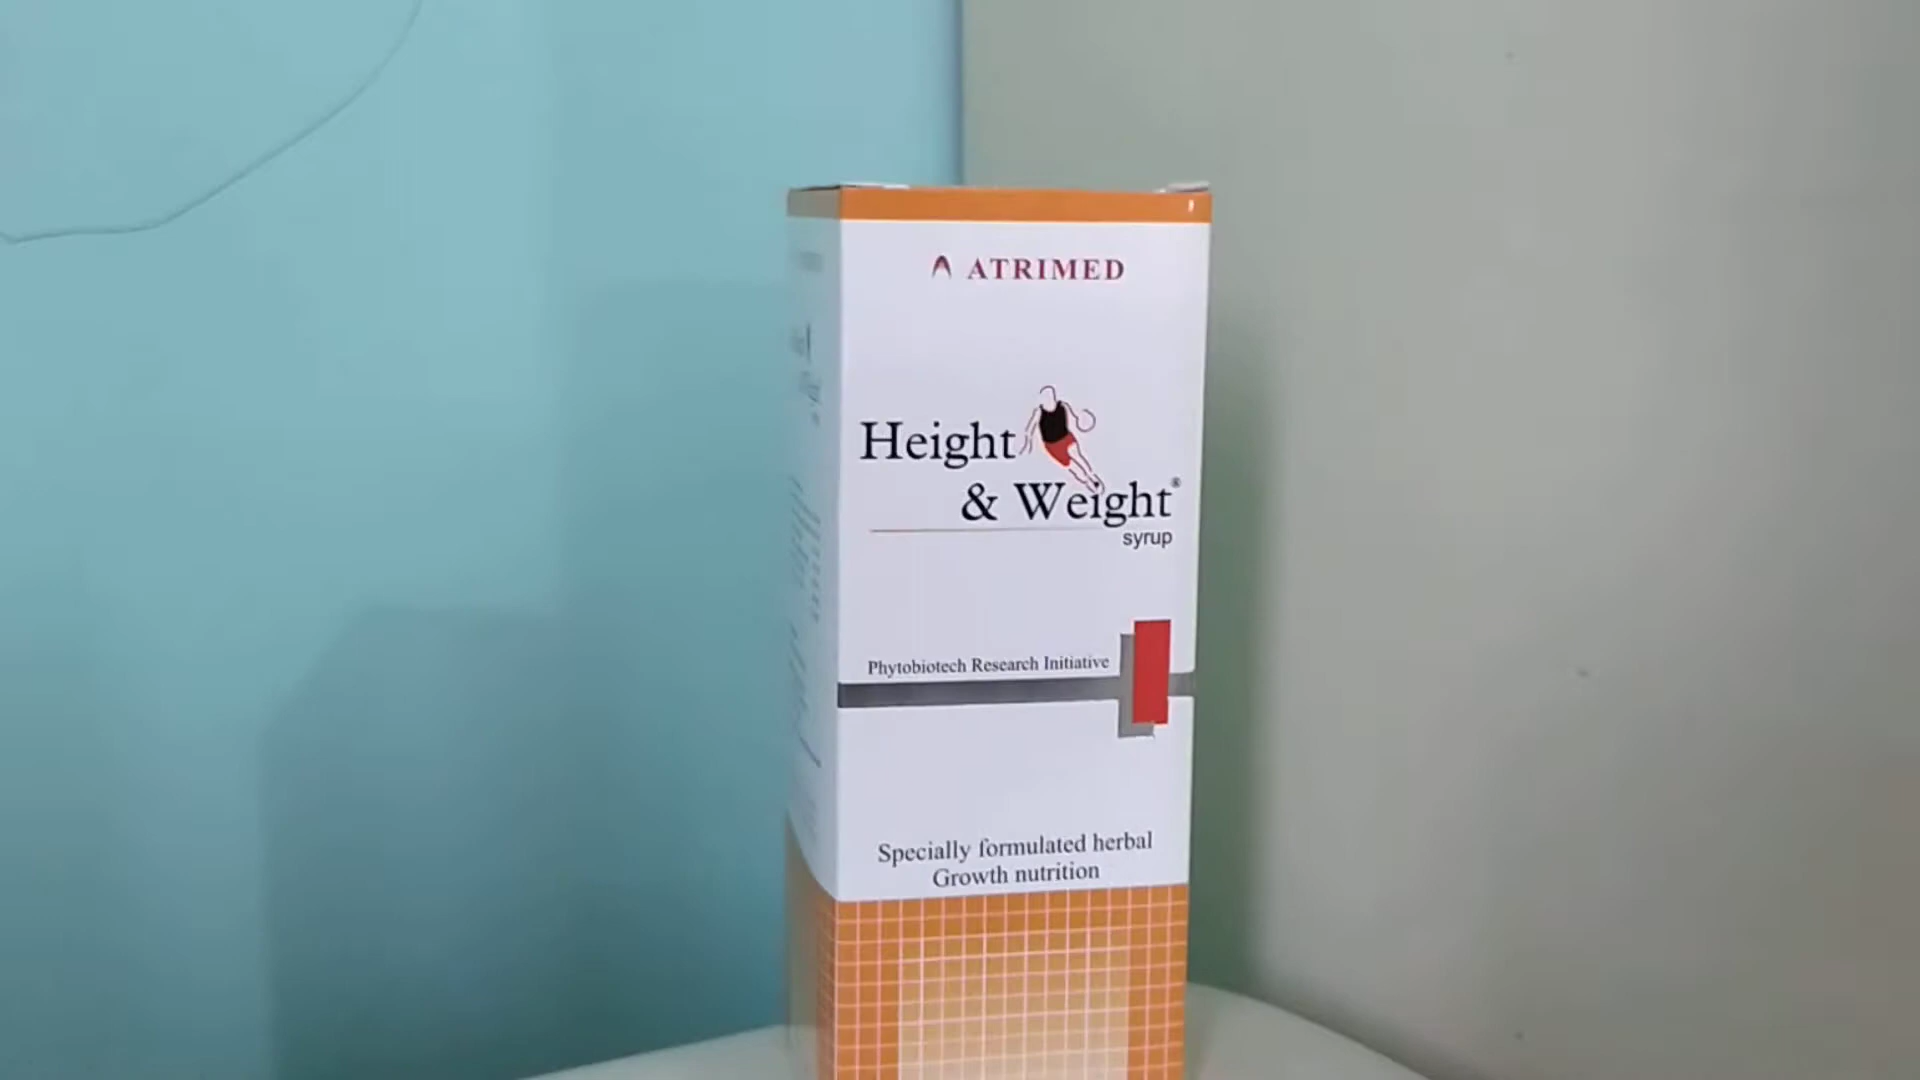 ATRIMED
Height
& Weight®
syrup
Phytobiotech Research Initiative
Specially formulated herbal
Growth nutrition